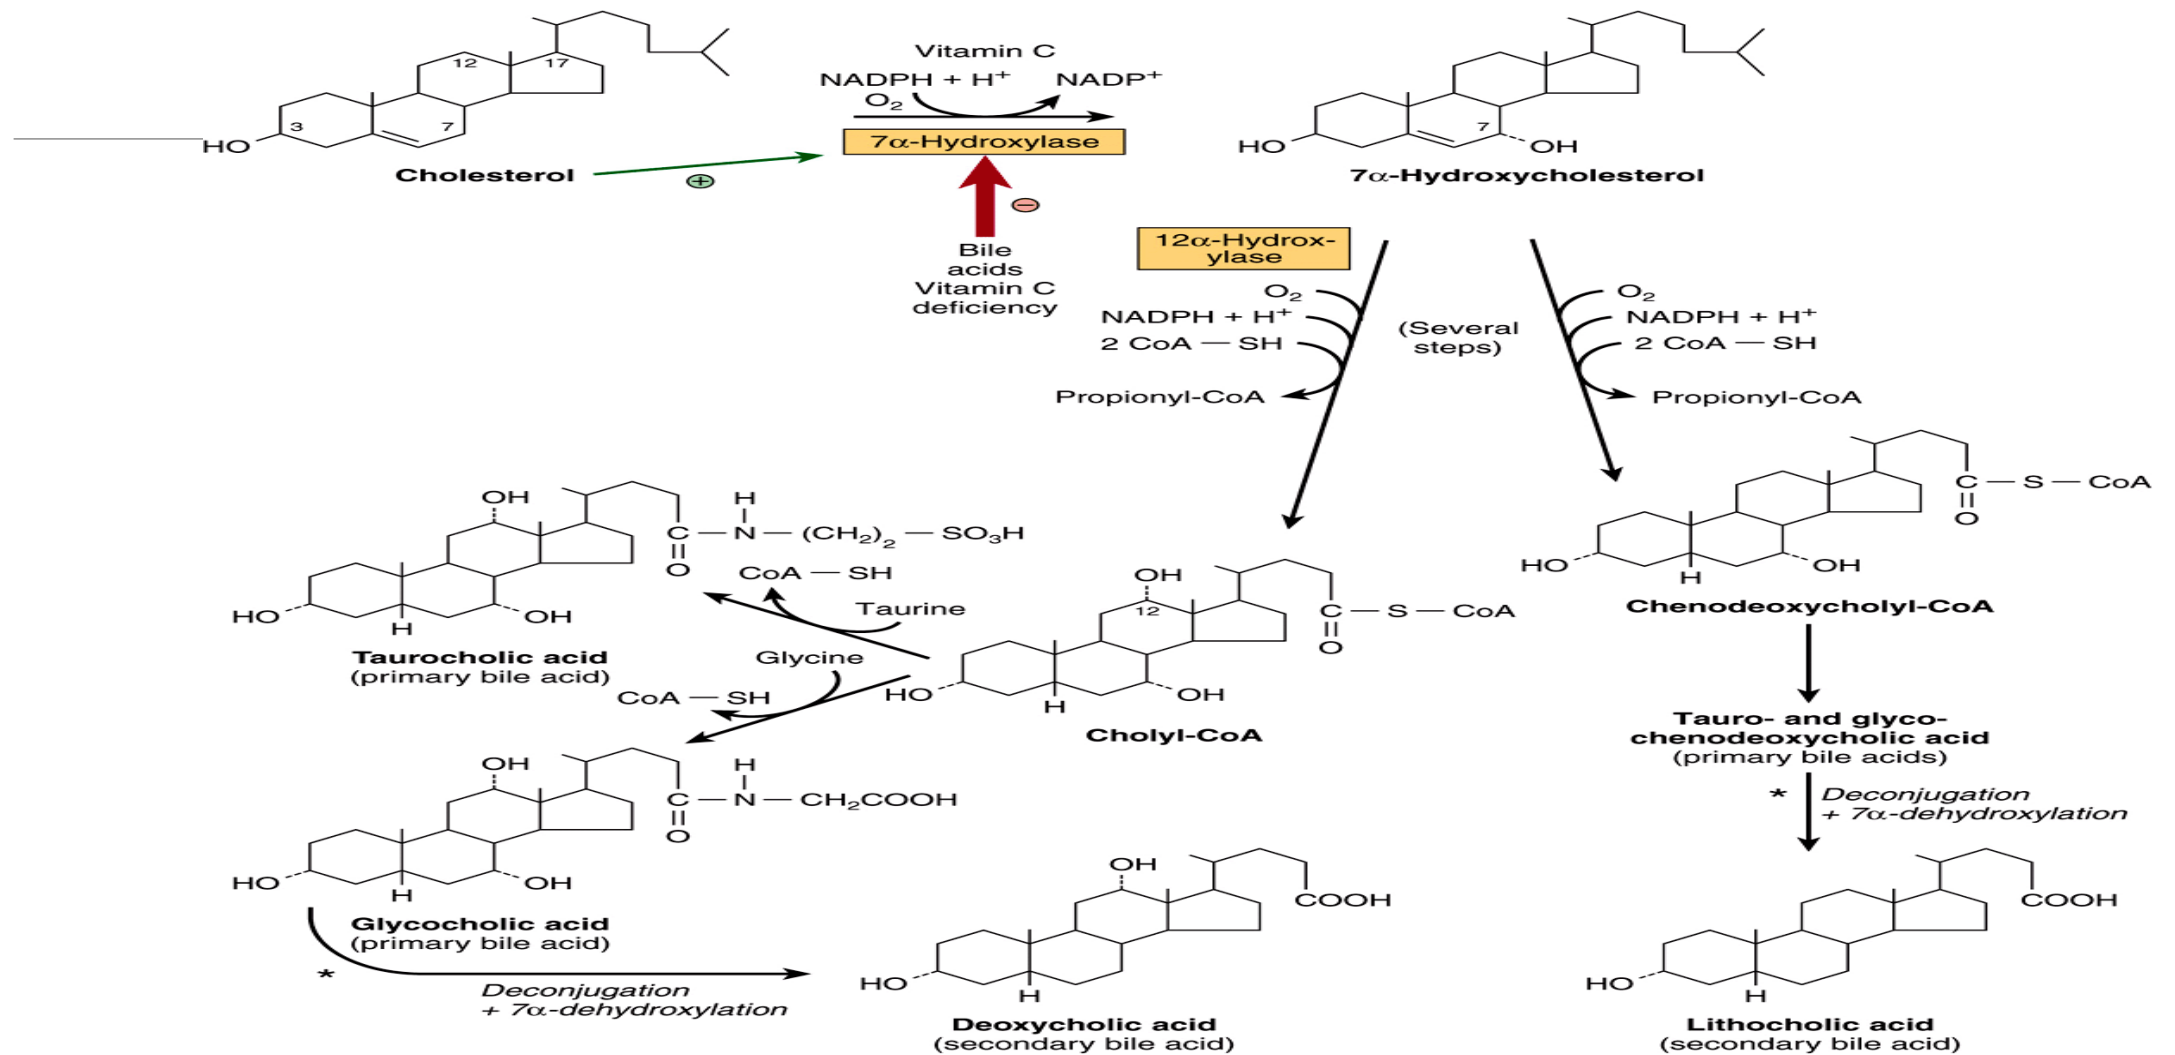 12
17
3
7
HO
Cholesterol
+
Vitamin C
NADPH + H⁺
NADP⁺
O₂
7α-Hydroxylase
−
Bile
acids
Vitamin C
deficiency
7
HO
OH
7α-Hydroxycholesterol
12α-Hydrox-
ylase
O₂
NADPH + H⁺
2 CoA — SH
Propionyl-CoA
(Several
steps)
O₂
NADPH + H⁺
2 CoA — SH
Propionyl-CoA
C — S — CoA
O
HO
OH
H
Chenodeoxycholyl-CoA
OH
H
C — N — (CH₂)₂ — SO₃H
O
HO
OH
H
Taurocholic acid
(primary bile acid)
CoA — SH
Taurine
Glycine
CoA — SH
OH
12
C — S — CoA
O
HO
OH
H
Cholyl-CoA
Tauro- and glyco-
chenodeoxycholic acid
(primary bile acids)
*
Deconjugation
+ 7α-dehydroxylation
OH
H
C — N — CH₂COOH
O
HO
OH
H
Glycocholic acid
(primary bile acid)
*
Deconjugation
+ 7α-dehydroxylation
OH
COOH
HO
H
Deoxycholic acid
(secondary bile acid)
COOH
HO
H
Lithocholic acid
(secondary bile acid)